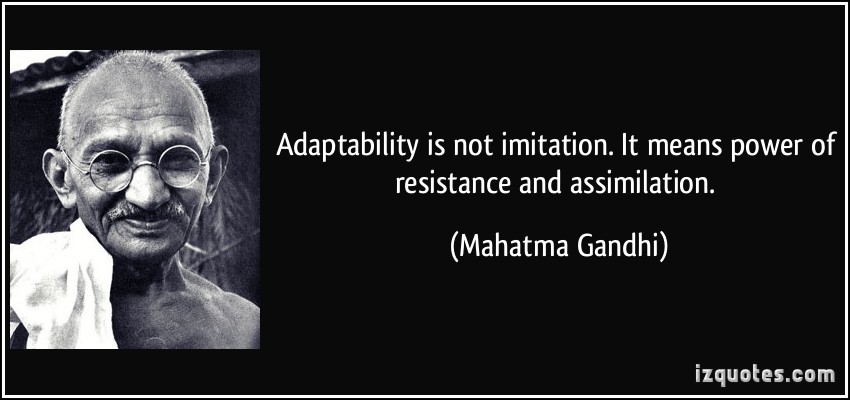 Adaptability is not imitation. It means power of
resistance and assimilation.
(Mahatma Gandhi)
izquotes.com